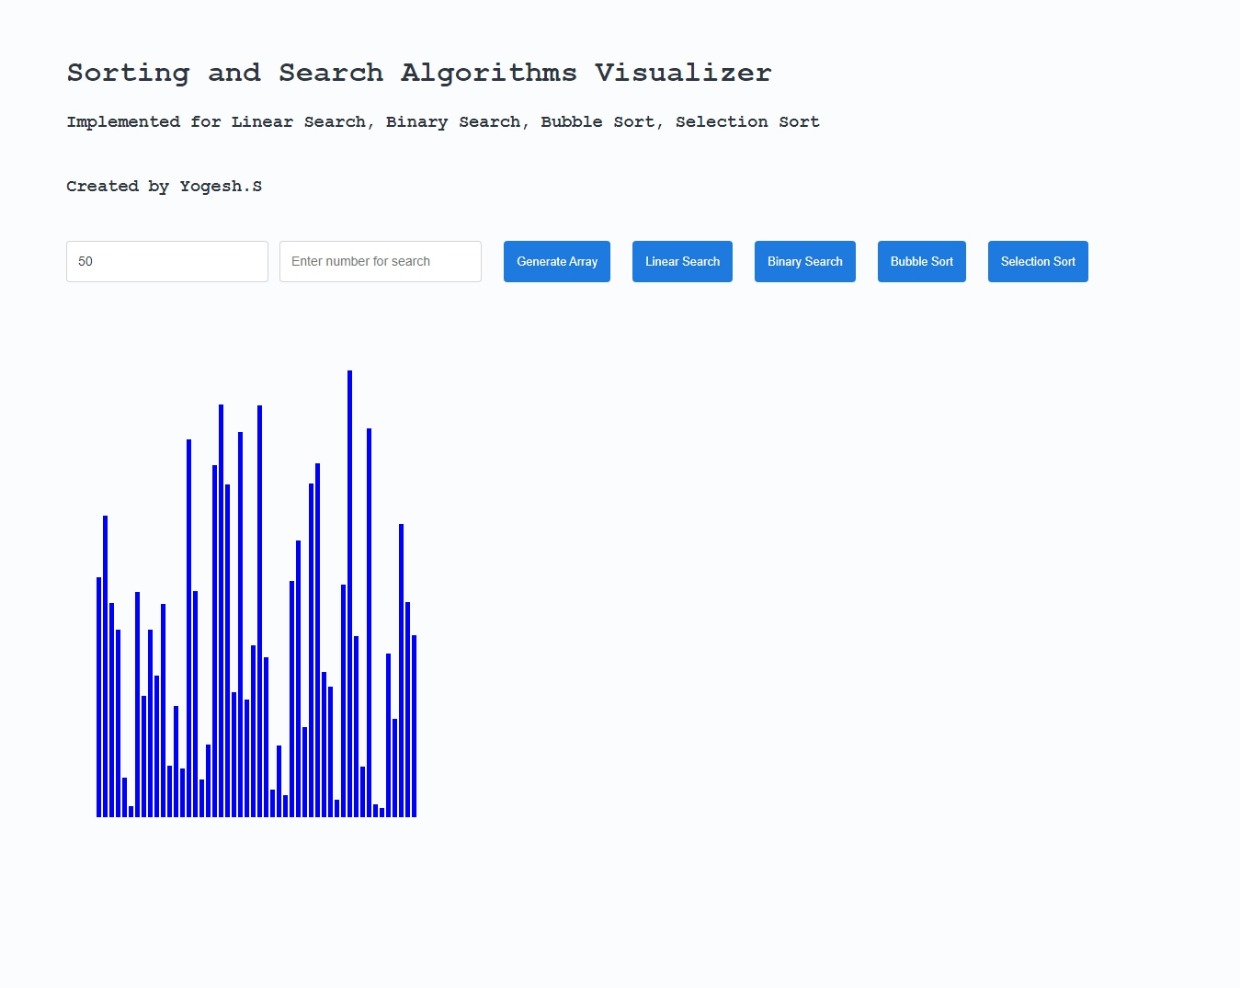 Sorting and Search Algorithms Visualizer
Implemented for Linear Search, Binary Search, Bubble Sort, Selection Sort
Created by Yogesh.S
50 Enter number for search Generate Array Linear Search Binary Search Bubble Sort Selection Sort